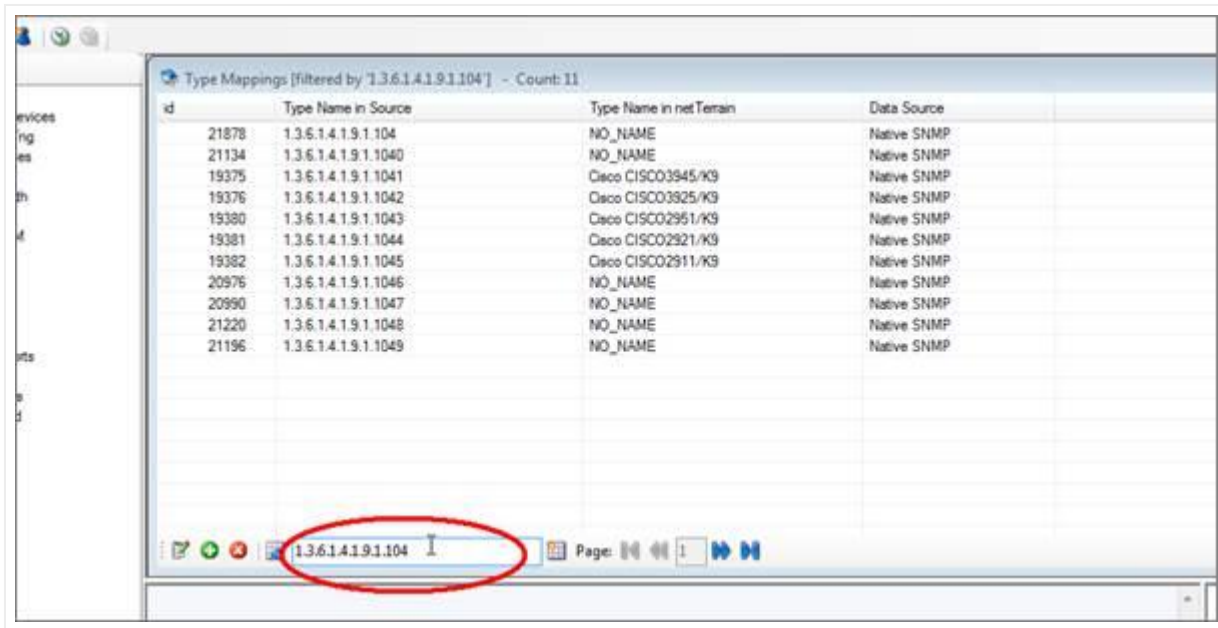 Type Mappings [filtered by '1.3.6.1.4.1.9.1.104'] - Count: 11
id Type Name in Source Type Name in netTerrain Data Source
21878 1.3.6.1.4.1.9.1.104 NO_NAME Native SNMP
21134 1.3.6.1.4.1.9.1.1040 NO_NAME Native SNMP
19375 1.3.6.1.4.1.9.1.1041 Cisco CISCO3945/K9 Native SNMP
19376 1.3.6.1.4.1.9.1.1042 Cisco CISCO3925/K9 Native SNMP
19380 1.3.6.1.4.1.9.1.1043 Cisco CISCO2951/K9 Native SNMP
19381 1.3.6.1.4.1.9.1.1044 Cisco CISCO2921/K9 Native SNMP
19382 1.3.6.1.4.1.9.1.1045 Cisco CISCO2911/K9 Native SNMP
20976 1.3.6.1.4.1.9.1.1046 NO_NAME Native SNMP
20990 1.3.6.1.4.1.9.1.1047 NO_NAME Native SNMP
21220 1.3.6.1.4.1.9.1.1048 NO_NAME Native SNMP
21196 1.3.6.1.4.1.9.1.1049 NO_NAME Native SNMP
evices
ng
es
th
orts
s
d
1.3.6.1.4.1.9.1.104 Page: 1